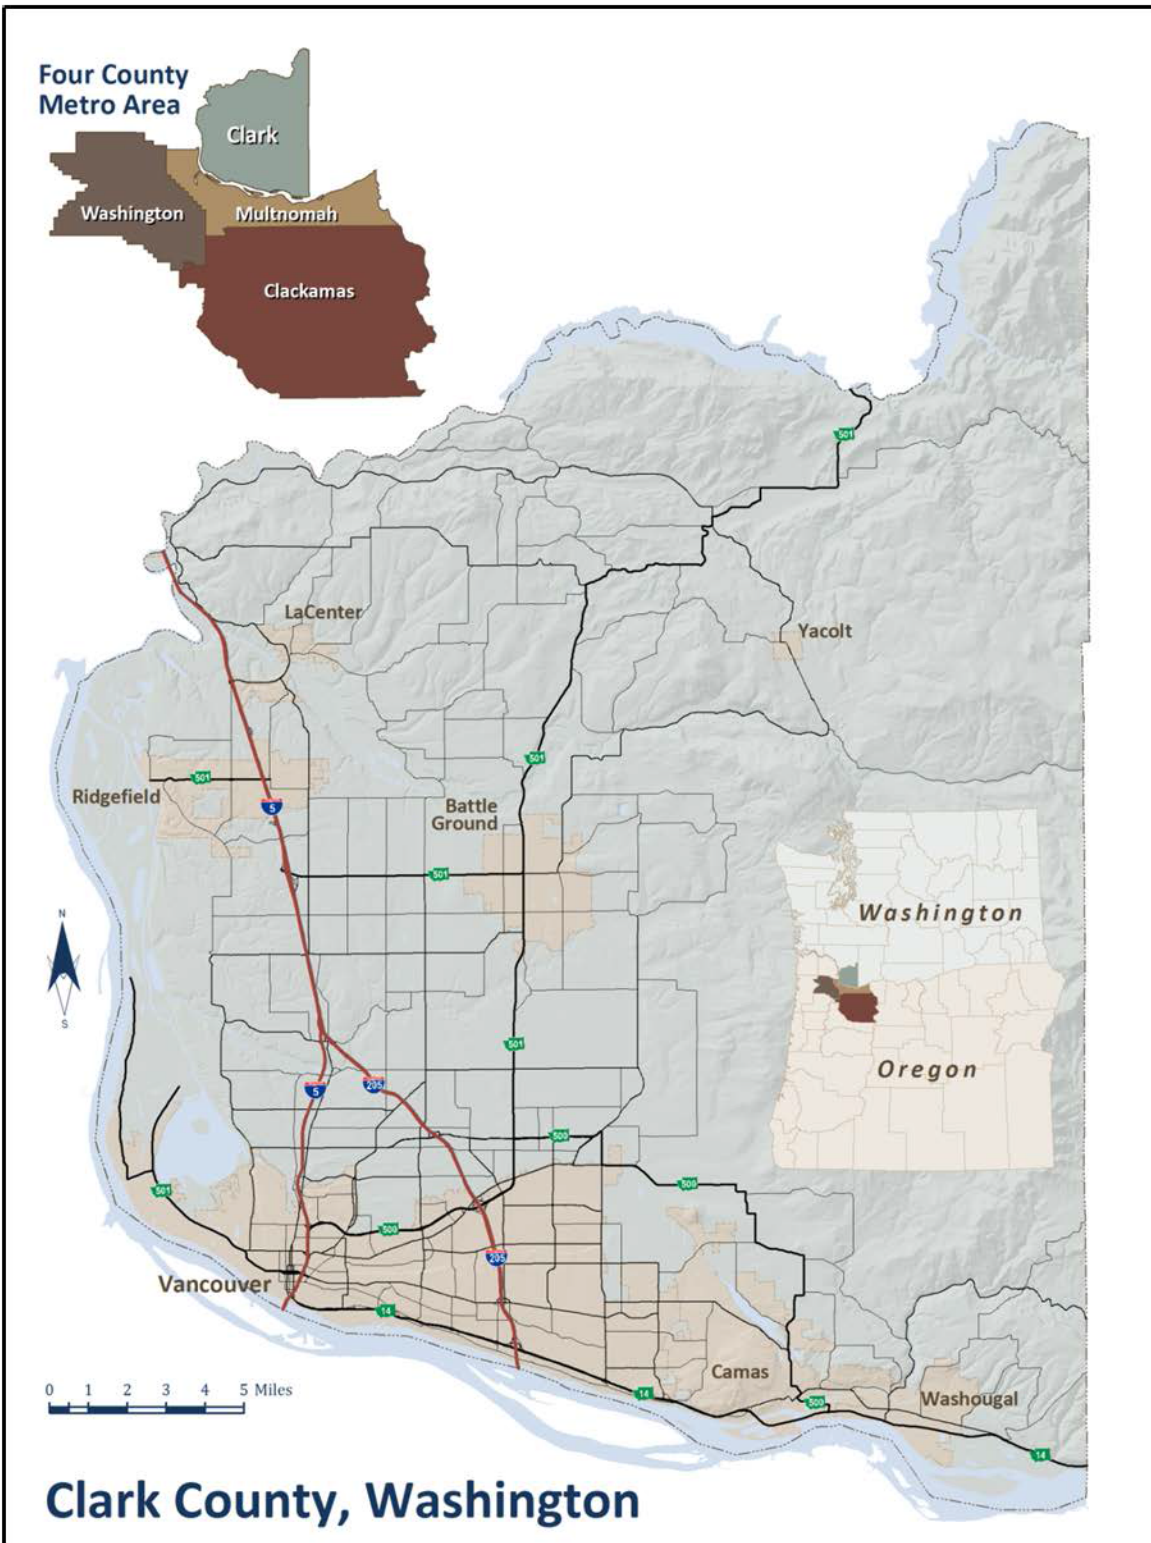 Four County
Metro Area
Clark
Washington
Multnomah
Clackamas
501
LaCenter
Yacolt
501
501
Ridgefield
5
Battle
Ground
501
Washington
N
S
Oregon
501
5
205
500
500
501
500
205
Vancouver
14
Camas
14
500
Washougal
0 1 2 3 4 5 Miles
14
Clark County, Washington